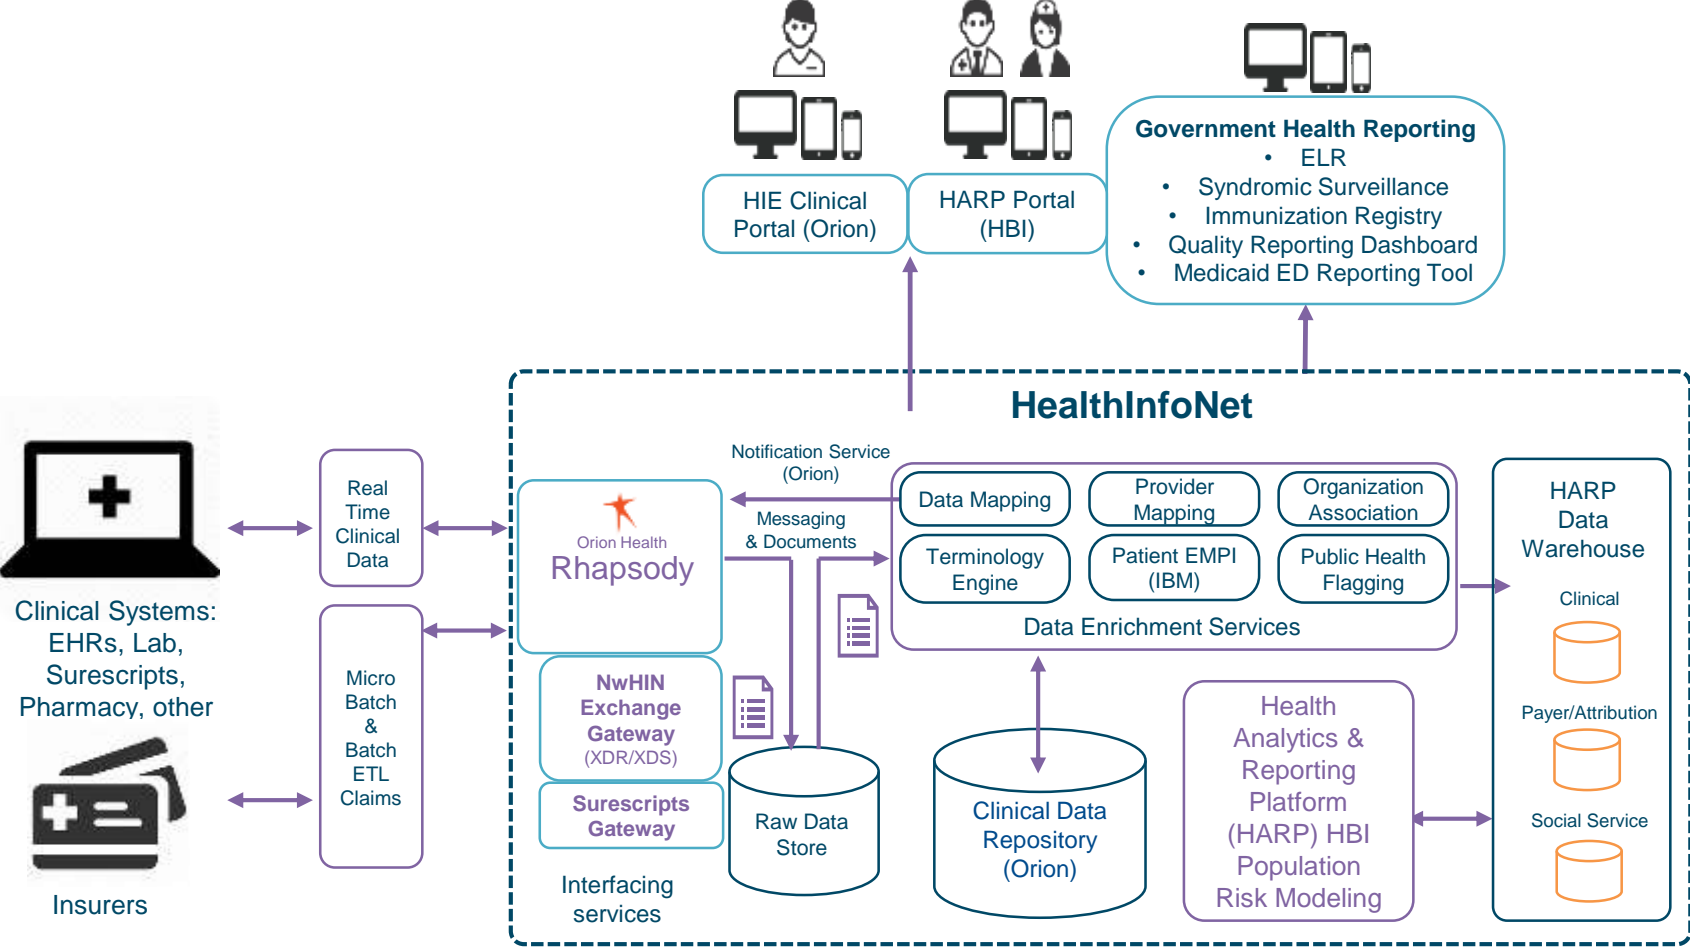 HIE Clinical
Portal (Orion)
HARP Portal
(HBI)
Government Health Reporting
• ELR
• Syndromic Surveillance
• Immunization Registry
• Quality Reporting Dashboard
• Medicaid ED Reporting Tool
HealthInfoNet
Clinical Systems:
EHRs, Lab,
Surescripts,
Pharmacy, other
Insurers
Real
Time
Clinical
Data
Micro
Batch
&
Batch
ETL
Claims
Orion Health
Rhapsody
NwHIN
Exchange
Gateway
(XDR/XDS)
Surescripts
Gateway
Interfacing
services
Notification Service
(Orion)
Messaging
& Documents
Raw Data
Store
Data Mapping
Provider
Mapping
Organization
Association
Terminology
Engine
Patient EMPI
(IBM)
Public Health
Flagging
Data Enrichment Services
Clinical Data
Repository
(Orion)
Health
Analytics &
Reporting
Platform
(HARP) HBI
Population
Risk Modeling
HARP
Data
Warehouse
Clinical
Payer/Attribution
Social Service